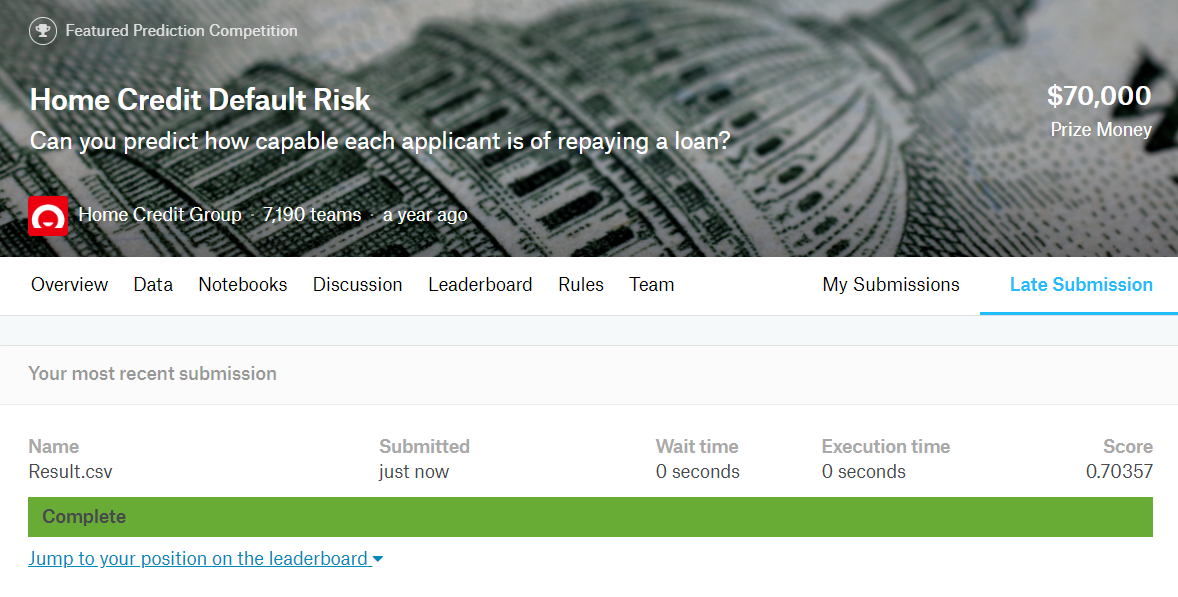 Featured Prediction Competition
Home Credit Default Risk
$70,000
Can you predict how capable each applicant is of repaying a loan?
Prize Money
Home Credit Group · 7,190 teams · a year ago
Overview Data Notebooks Discussion Leaderboard Rules Team My Submissions Late Submission
Your most recent submission
Name Submitted Wait time Execution time Score
Result.csv just now 0 seconds 0 seconds 0.70357
Complete
Jump to your position on the leaderboard